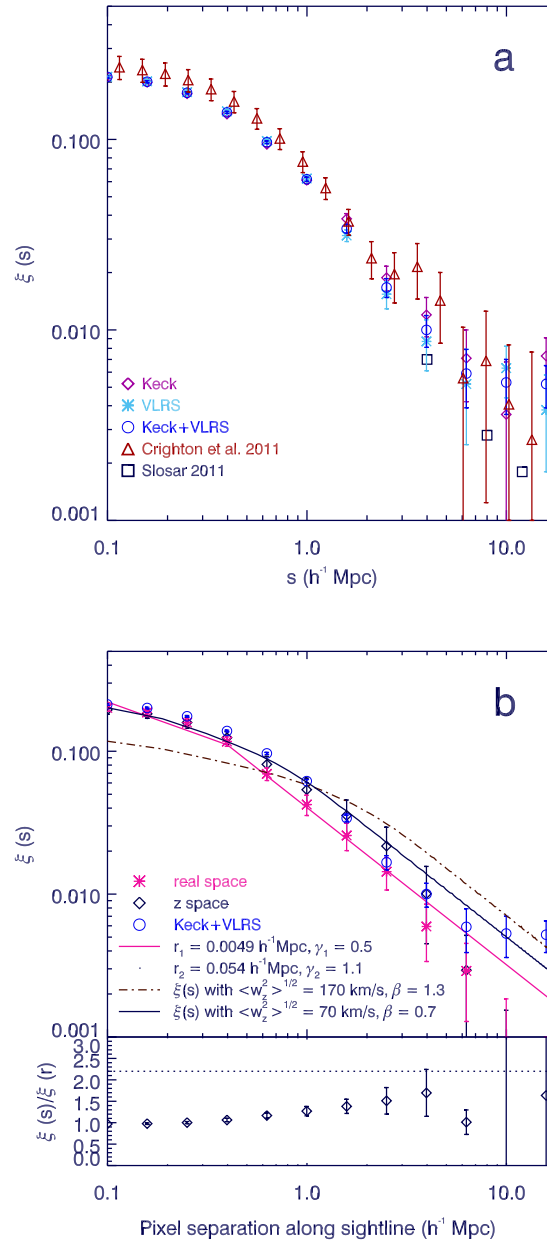 a
0.100
0.010
0.001
ξ (s)
Keck
VLRS
Keck+VLRS
Crighton et al. 2011
Slosar 2011
0.1 1.0 10.0
s (h⁻¹ Mpc)
b
0.100
0.010
0.001
ξ (s)
real space
z space
Keck+VLRS
r₁ = 0.0049 h⁻¹Mpc, γ₁ = 0.5
r₂ = 0.054 h⁻¹Mpc, γ₂ = 1.1
ξ(s) with <w_z²>^1/2 = 170 km/s, β = 1.3
ξ(s) with <w_z²>^1/2 = 70 km/s, β = 0.7
3.0
2.5
2.0
1.5
1.0
0.5
0.0
ξ (s)/ξ (r)
0.1 1.0 10.0
Pixel separation along sightline (h⁻¹ Mpc)